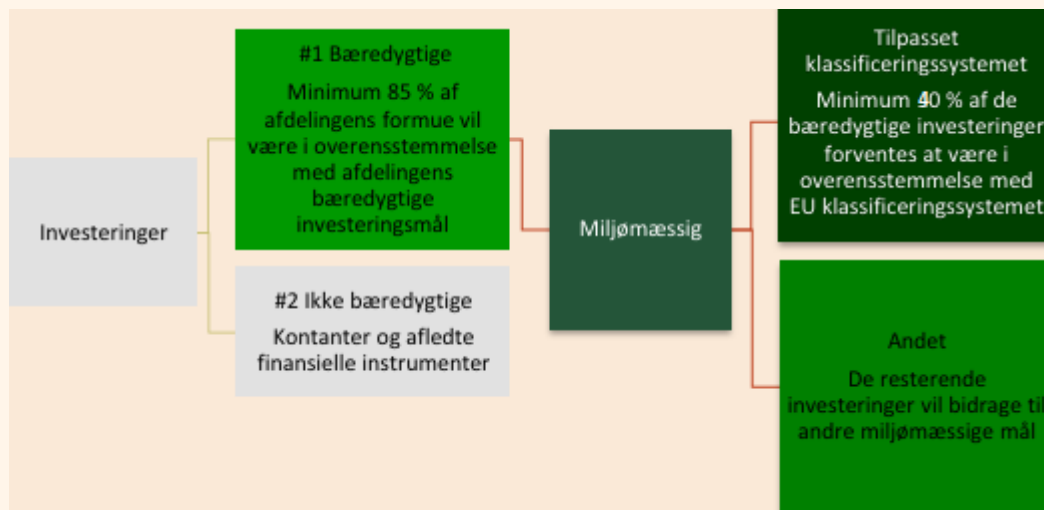 Investeringer
#1 Bæredygtige
Minimum 85 % af
afdelingens formue vil
være i overensstemmelse
med afdelingens
bæredygtige
investeringsmål
#2 Ikke bæredygtige
Kontanter og afledte
finansielle instrumenter
Miljømæssig
Tilpasset
klassificeringssystemet
Minimum % af de
bæredygtige investeringer
forventes at være i
overensstemmelse med
EU klassificeringssystemet
Andet
De resterende
investeringer vil bidrage til
andre miljømæssige mål